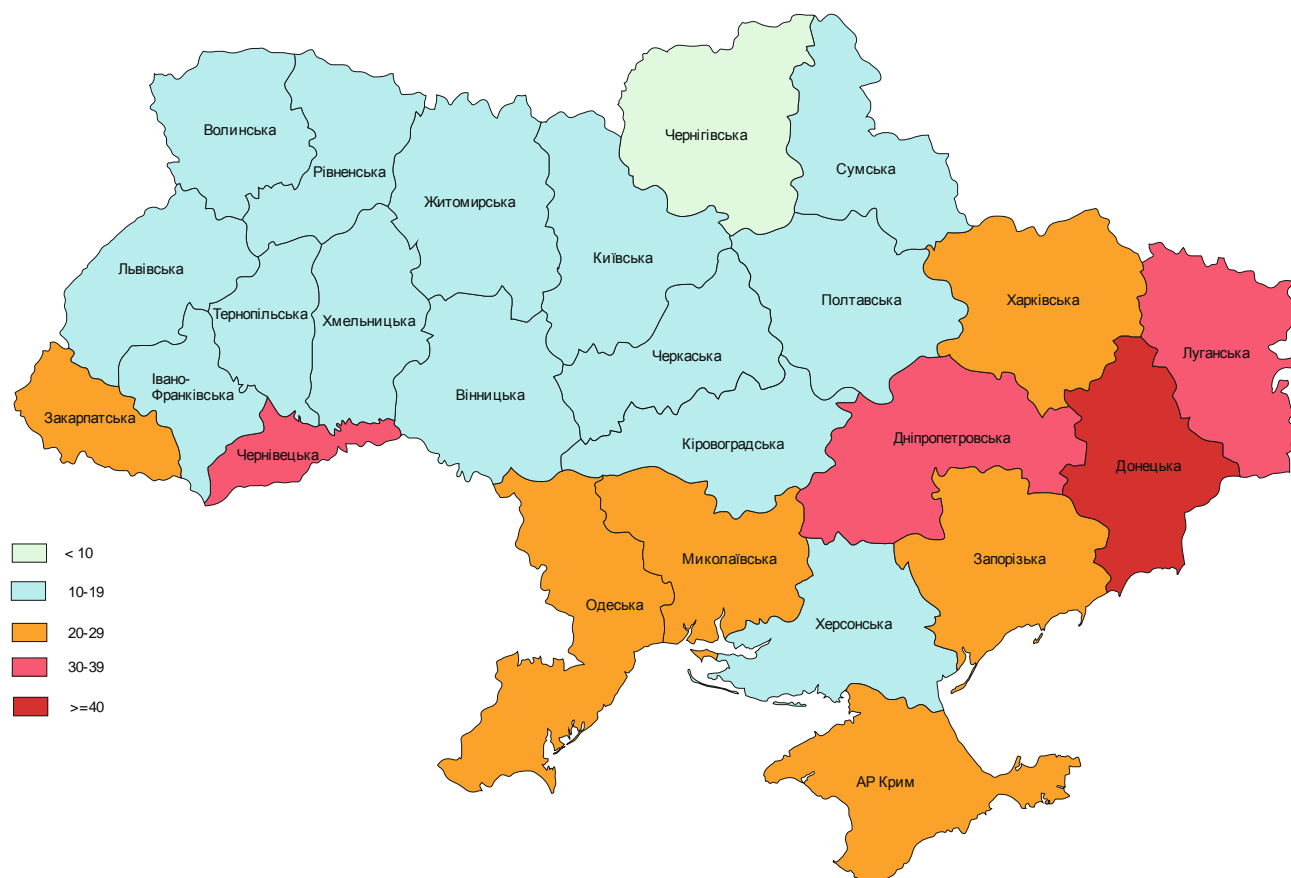 Чернігівська
Волинська
Сумська
Рівненська
Житомирська
Київська
Львівська
Полтавська
Харківська
Тернопільська
Хмельницька
Луганська
Черкаська
Івано-
Франківська
Вінницька
Закарпатська
Дніпропетровська
Кіровоградська
Чернівецька
Донецька
Миколаївська
Запорізька
Одеська
Херсонська
АР Крим
< 10
10-19
20-29
30-39
>=40